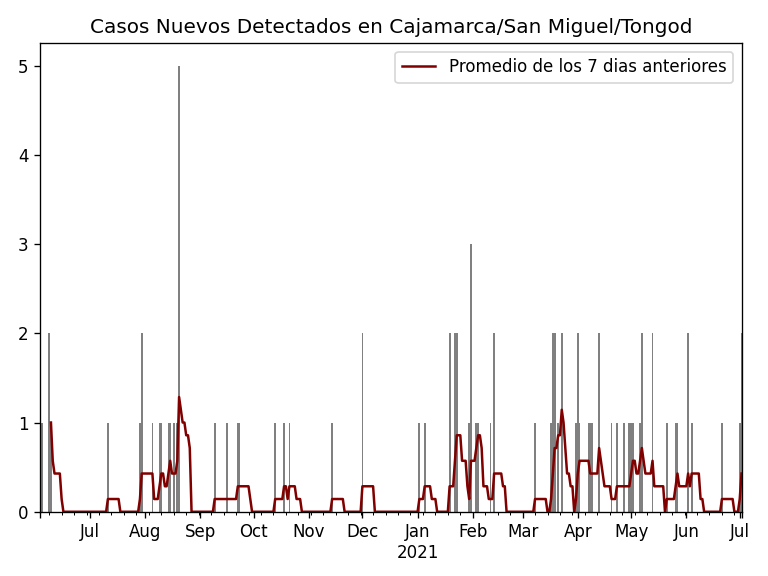 Casos Nuevos Detectados en Cajamarca/San Miguel/Tongod
Promedio de los 7 dias anteriores
5
4
3
2
1
0
Jul Aug Sep Oct Nov Dec Jan Feb Mar Apr May Jun Jul
2021